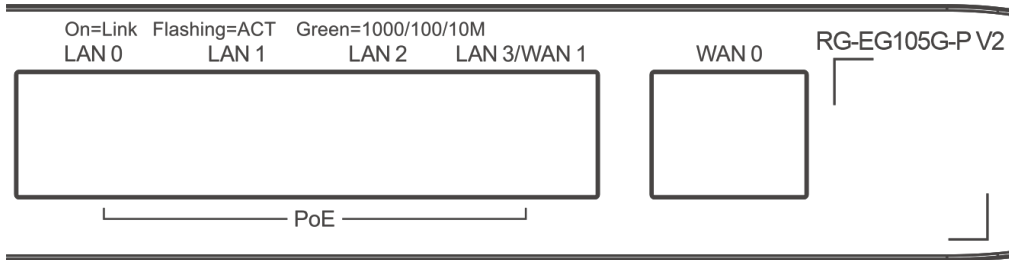 On=Link Flashing=ACT Green=1000/100/10M
LAN 0 LAN 1 LAN 2 LAN 3/WAN 1 WAN 0
RG-EG105G-P V2
PoE